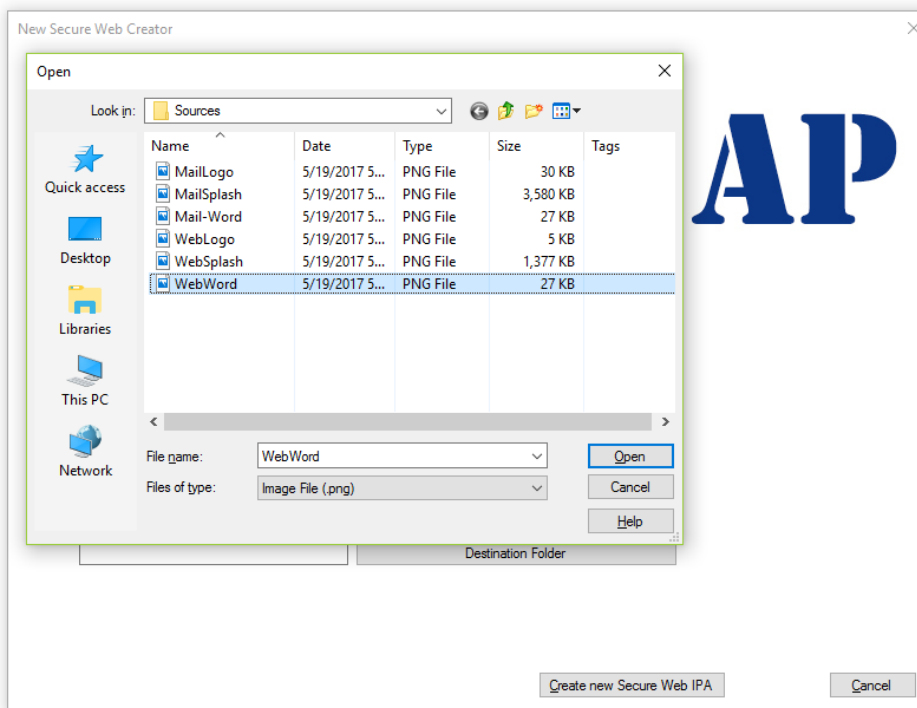 New Secure Web Creator
Open
Look in: Sources
Name Date Type Size Tags
MailLogo 5/19/2017 5... PNG File 30 KB
MailSplash 5/19/2017 5... PNG File 3,580 KB
Mail-Word 5/19/2017 5... PNG File 27 KB
WebLogo 5/19/2017 5... PNG File 5 KB
WebSplash 5/19/2017 5... PNG File 1,377 KB
WebWord 5/19/2017 5... PNG File 27 KB
Quick access
Desktop
Libraries
This PC
Network
File name: WebWord Open
Files of type: Image File (.png) Cancel
Help
AP
Destination Folder
Create new Secure Web IPA Cancel